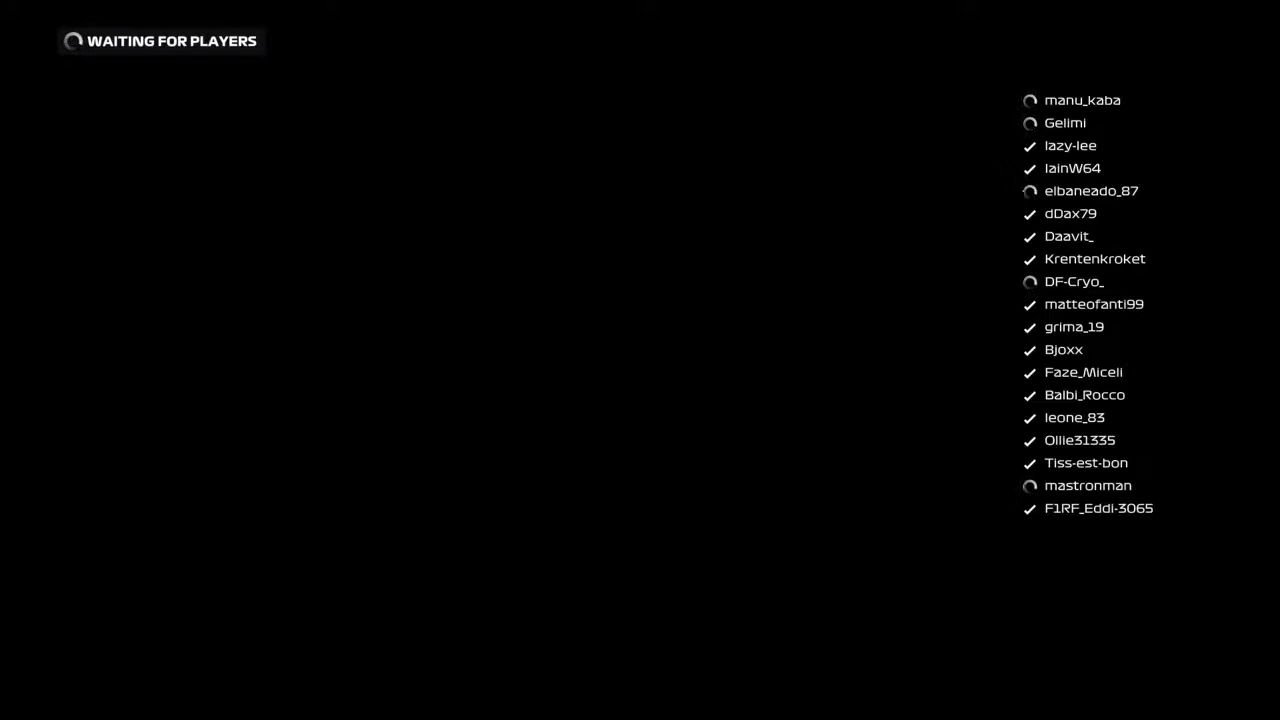 WAITING FOR PLAYERS
manu_kaba
Gelimi
lazy-lee
IainW64
elbaneado_87
dDax79
Daavit_
Krentenkroket
DF-Cryo_
matteofanti99
grima_19
Bjoxx
Faze_Miceli
Balbi_Rocco
leone_83
Ollie31335
Tiss-est-bon
mastronman
F1RF_Eddi-3065